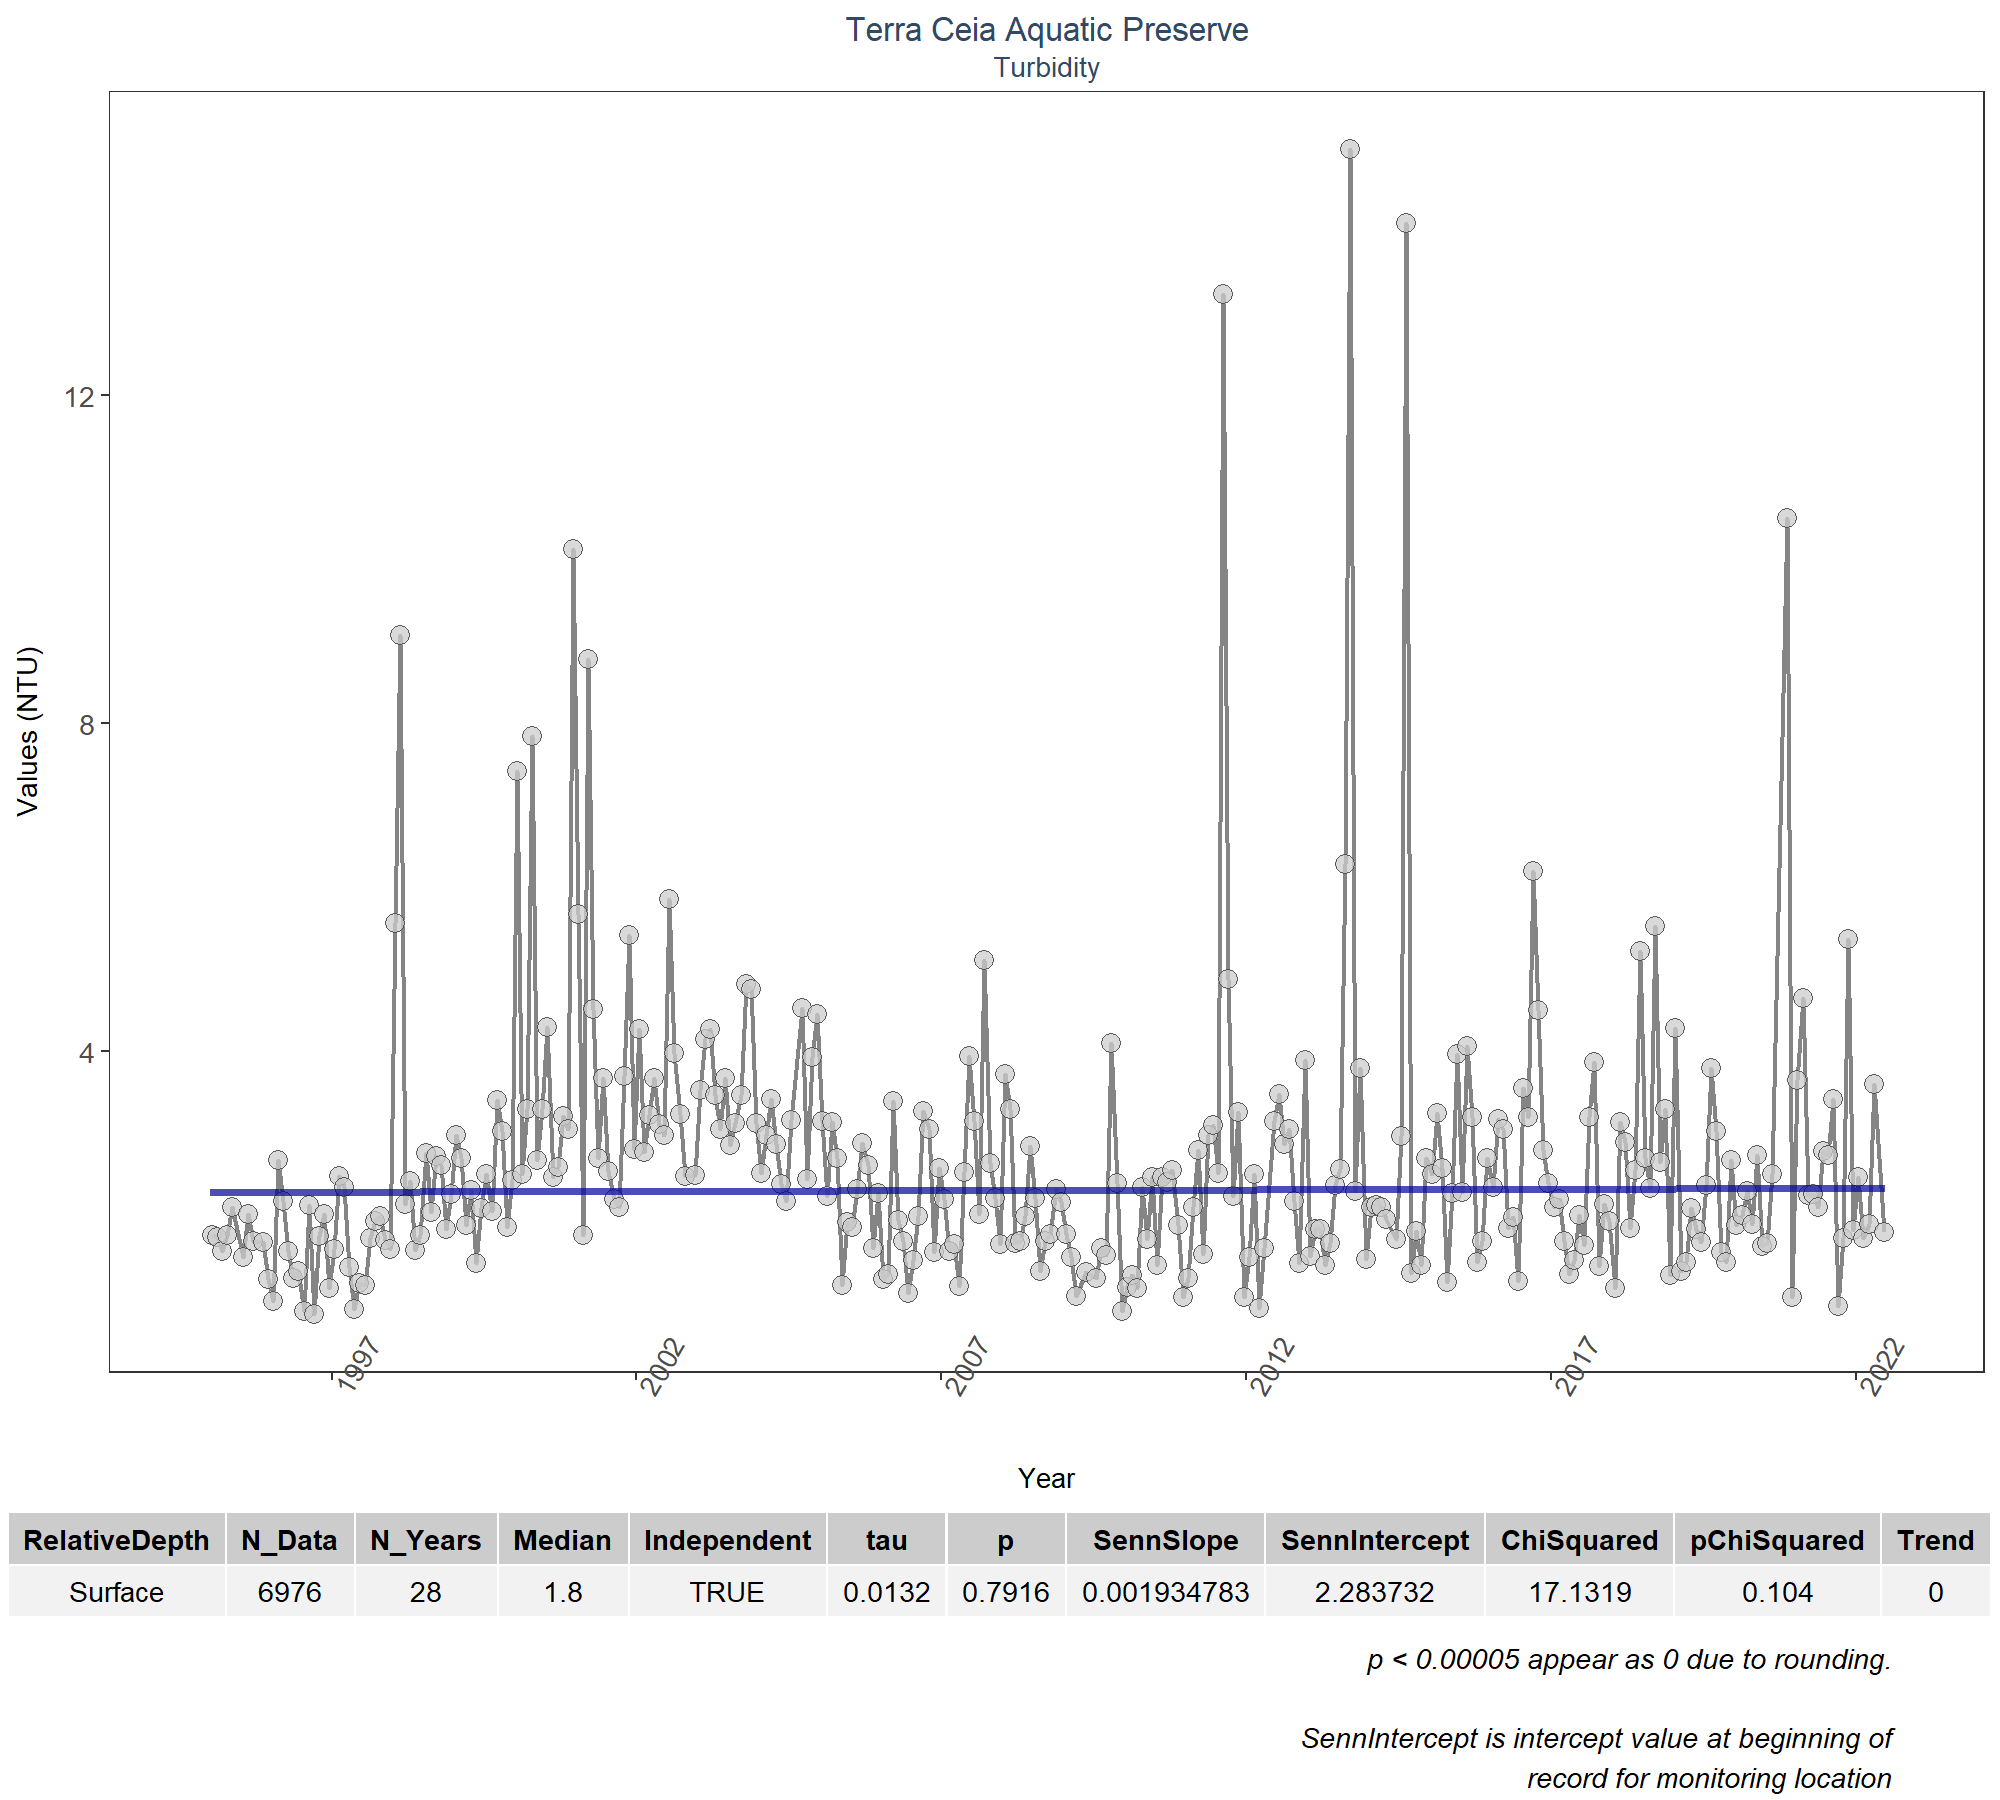 Terra Ceia Aquatic Preserve
Turbidity
Values (NTU)
12
8
4
1997
2002
2007
2012
2017
2022
Year
RelativeDepth N_Data N_Years Median Independent tau p SennSlope SennIntercept ChiSquared pChiSquared Trend
Surface 6976 28 1.8 TRUE 0.0132 0.7916 0.001934783 2.283732 17.1319 0.104 0
p < 0.00005 appear as 0 due to rounding.
SennIntercept is intercept value at beginning of
record for monitoring location